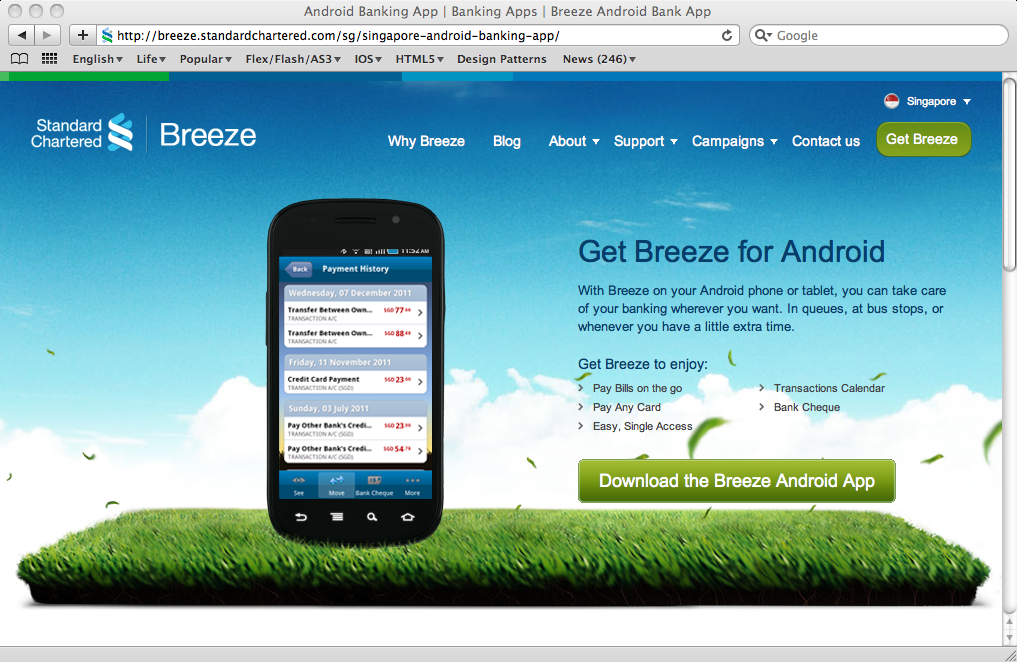 Android Banking App | Banking Apps | Breeze Android Bank App
http://breeze.standardchartered.com/sg/singapore-android-banking-app/
Google
English Life Popular Flex/Flash/AS3 IOS HTML5 Design Patterns News (246)
Singapore
Standard
Chartered
Breeze
Why Breeze Blog About Support Campaigns Contact us Get Breeze
11:52 AM
Back Payment History
Wednesday, 07 December 2011
Transfer Between Own... SGD 77
TRANSACTION A/C
Transfer Between Own... SGD 88
TRANSACTION A/C
Friday, 11 November 2011
Credit Card Payment SGD 23
TRANSACTION A/C (SGD)
Sunday, 03 July 2011
Pay Other Bank's Credi... SGD 23
TRANSACTION A/C (SGD)
Pay Other Bank's Credi... SGD 54
TRANSACTION A/C (SGD)
See Move Bank Cheque More
Get Breeze for Android
With Breeze on your Android phone or tablet, you can take care
of your banking wherever you want. In queues, at bus stops, or
whenever you have a little extra time.
Get Breeze to enjoy:
Pay Bills on the go
Pay Any Card
Easy, Single Access
Transactions Calendar
Bank Cheque
Download the Breeze Android App